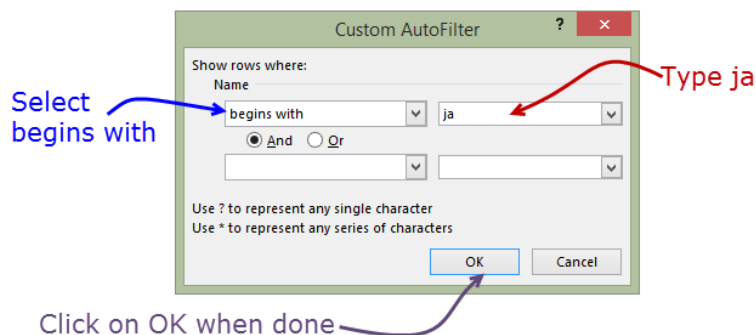 Custom AutoFilter ?
Show rows where:
Name
Type ja
Select
begins with
begins with
ja
And Or
Use ? to represent any single character
Use * to represent any series of characters
OK Cancel
Click on OK when done